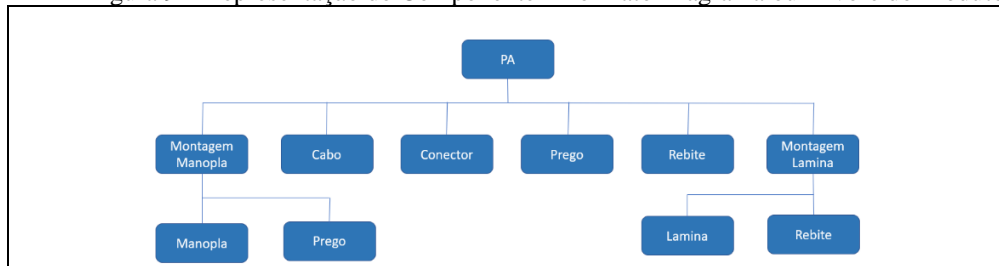 PA
Montagem
Manopla
Cabo
Conector
Prego
Rebite
Montagem
Lamina
Manopla
Prego
Lamina
Rebite